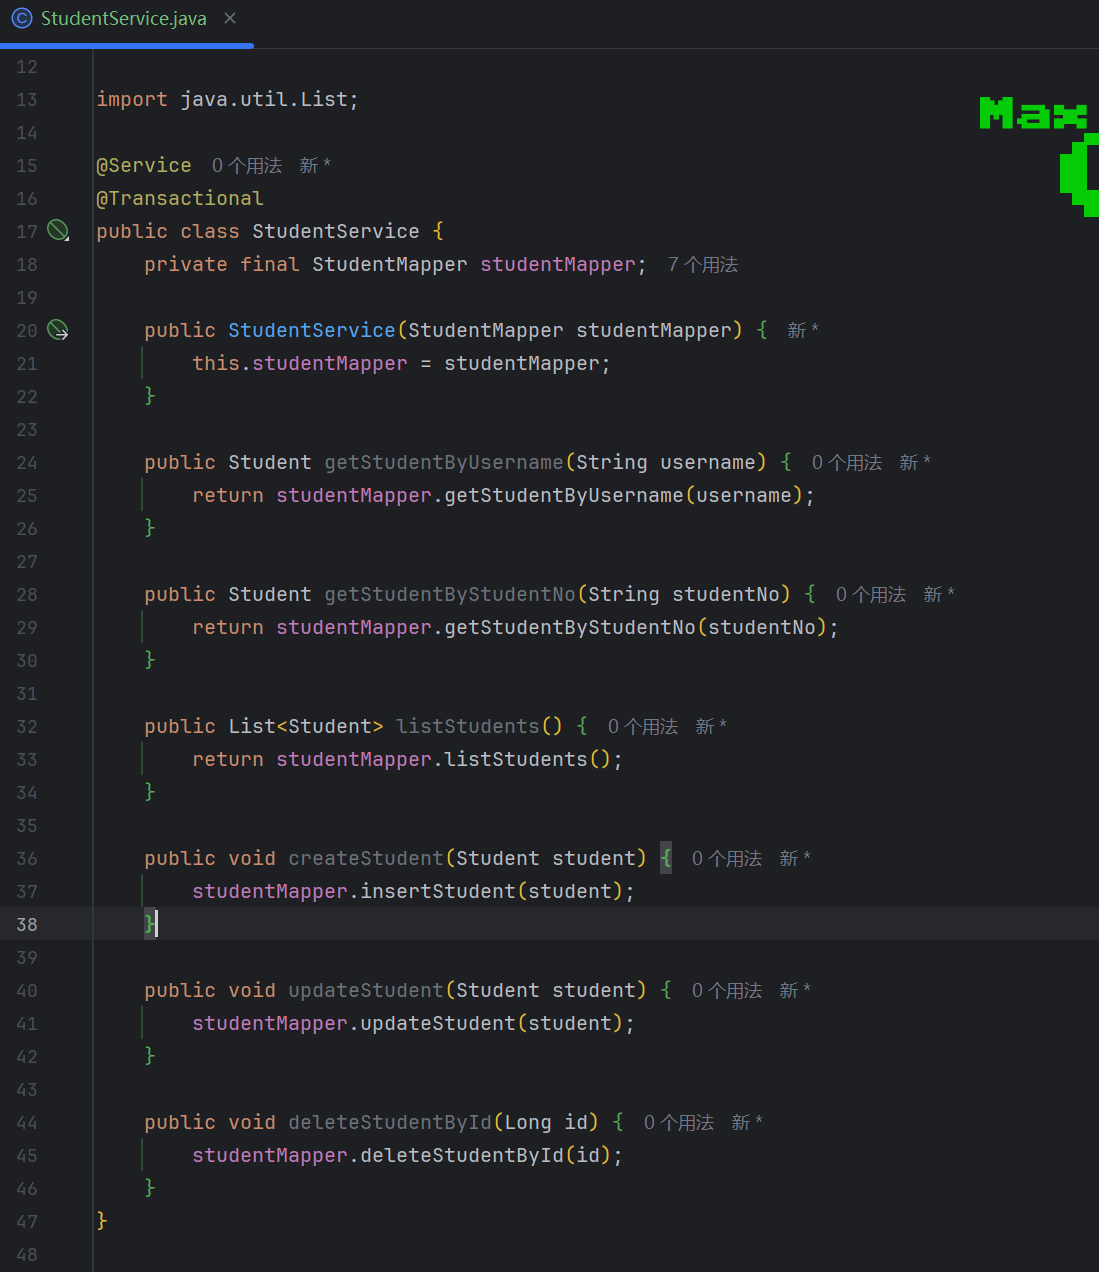 StudentService.java
12
13 import java.util.List;
14
15 @Service 0 个用法 新 *
16 @Transactional
17 public class StudentService {
18     private final StudentMapper studentMapper; 7 个用法
19
20     public StudentService(StudentMapper studentMapper) { 新 *
21         this.studentMapper = studentMapper;
22     }
23
24     public Student getStudentByUsername(String username) { 0 个用法 新 *
25         return studentMapper.getStudentByUsername(username);
26     }
27
28     public Student getStudentByStudentNo(String studentNo) { 0 个用法 新 *
29         return studentMapper.getStudentByStudentNo(studentNo);
30     }
31
32     public List<Student> listStudents() { 0 个用法 新 *
33         return studentMapper.listStudents();
34     }
35
36     public void createStudent(Student student) { 0 个用法 新 *
37         studentMapper.insertStudent(student);
38     }
39
40     public void updateStudent(Student student) { 0 个用法 新 *
41         studentMapper.updateStudent(student);
42     }
43
44     public void deleteStudentById(Long id) { 0 个用法 新 *
45         studentMapper.deleteStudentById(id);
46     }
47 }
48
Max